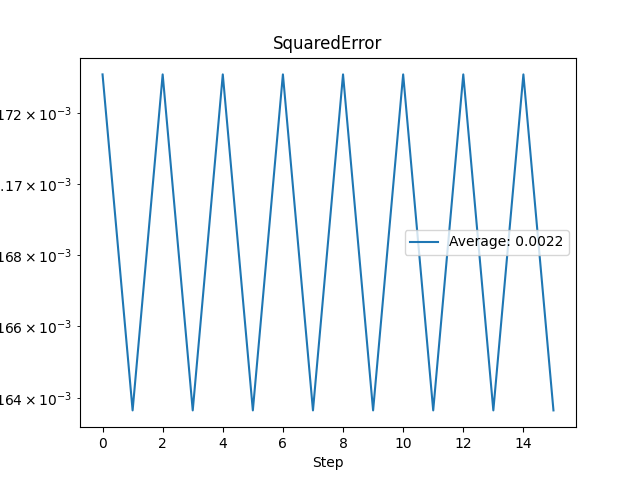 SquaredError
172 × 10⁻³
.17 × 10⁻³
168 × 10⁻³
166 × 10⁻³
164 × 10⁻³
Average: 0.0022
0 2 4 6 8 10 12 14
Step